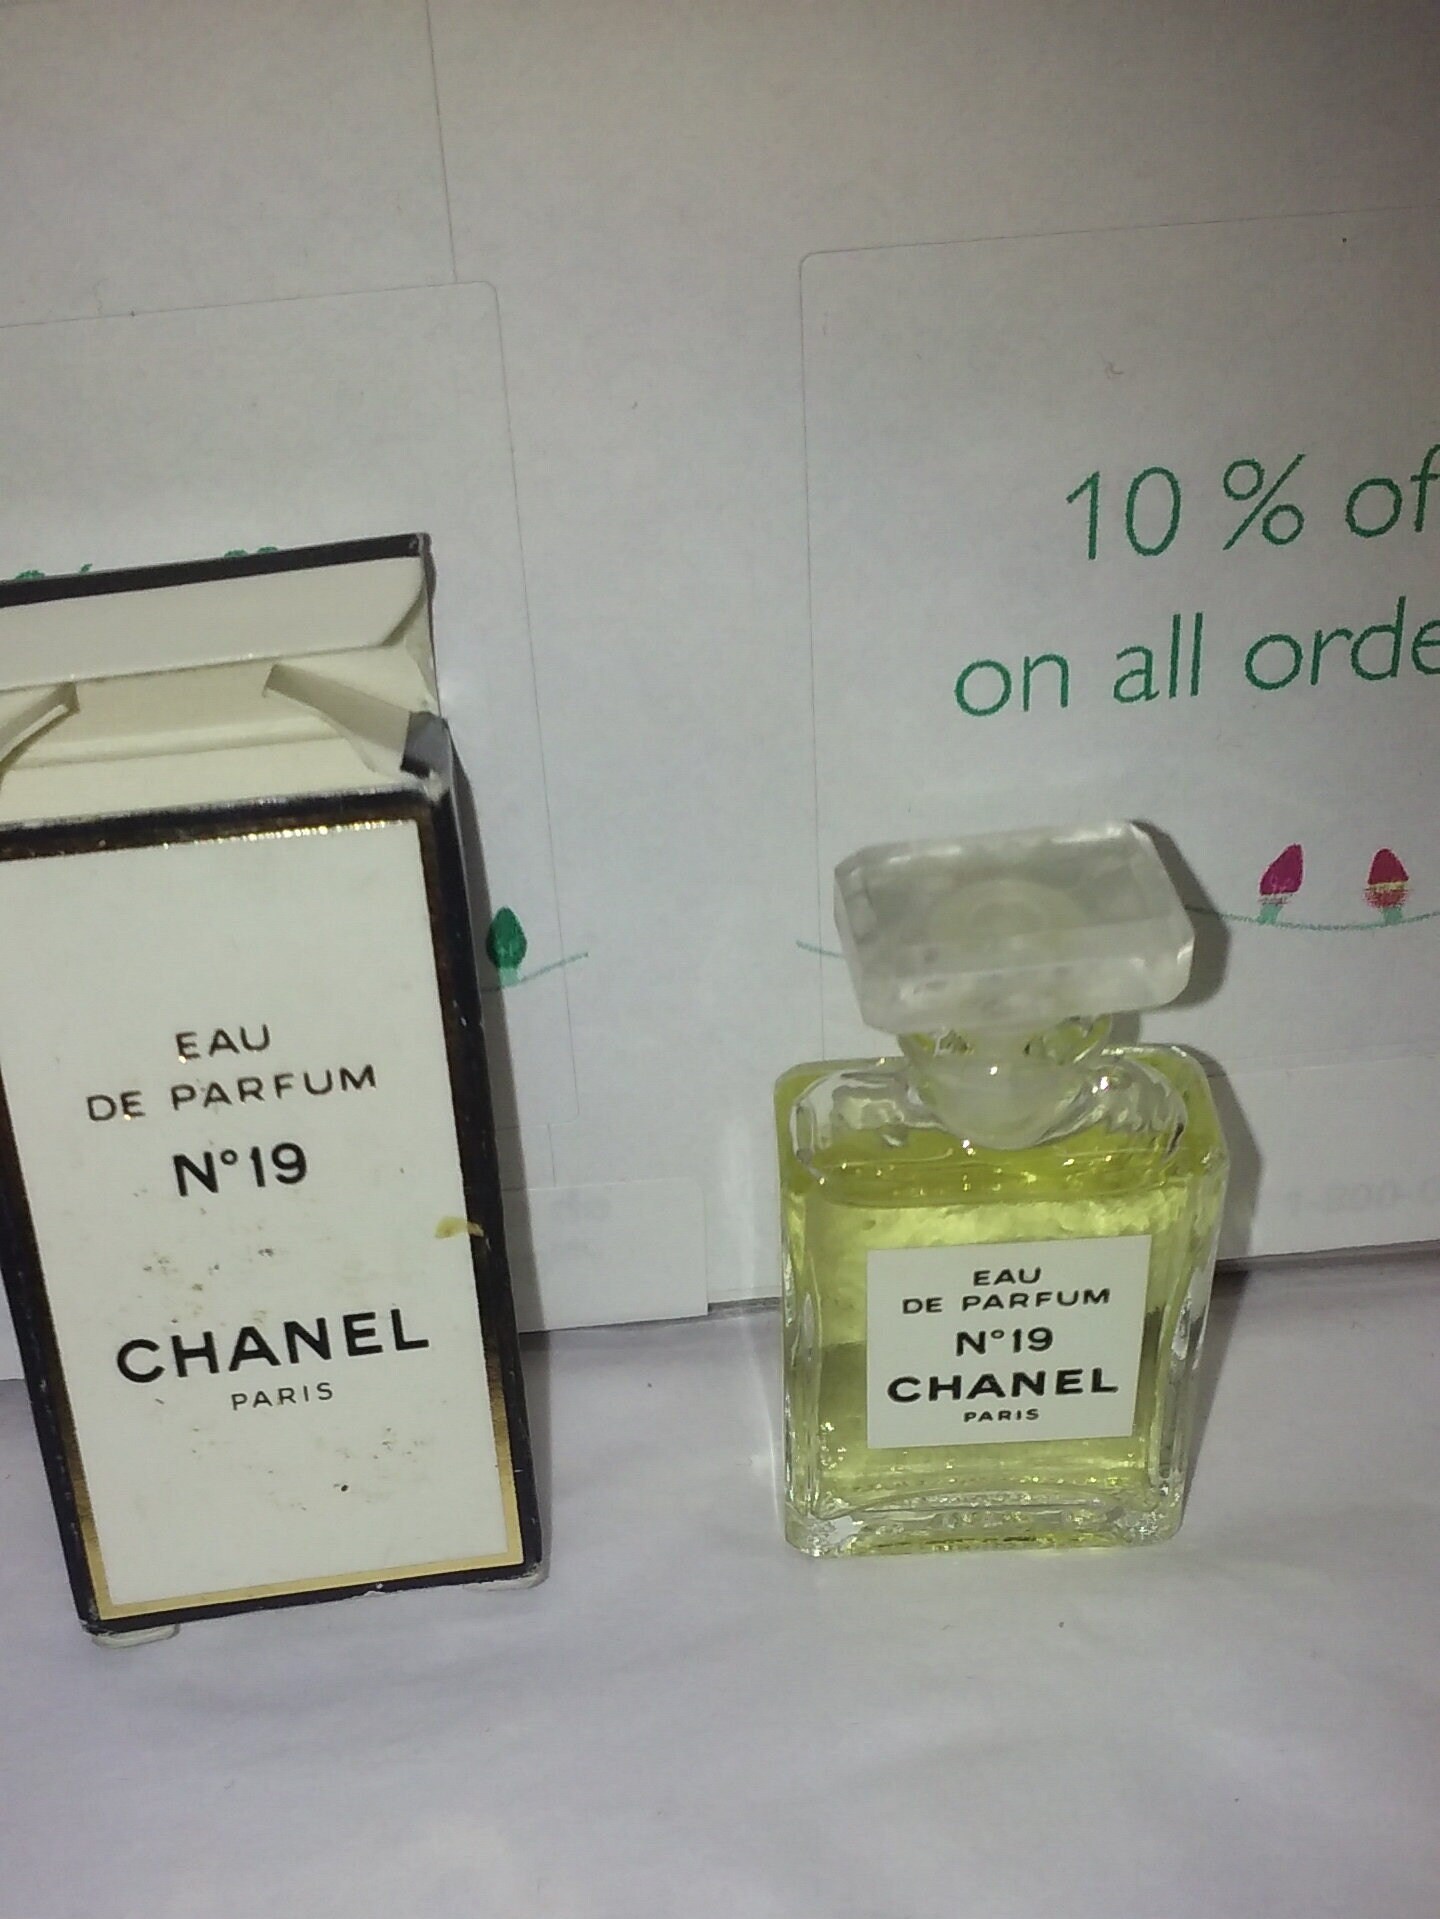 10 % of
on all orde
EAU
DE PARFUM
N°19
CHANEL
PARIS
EAU
DE PARFUM
N°19
CHANEL
PARIS